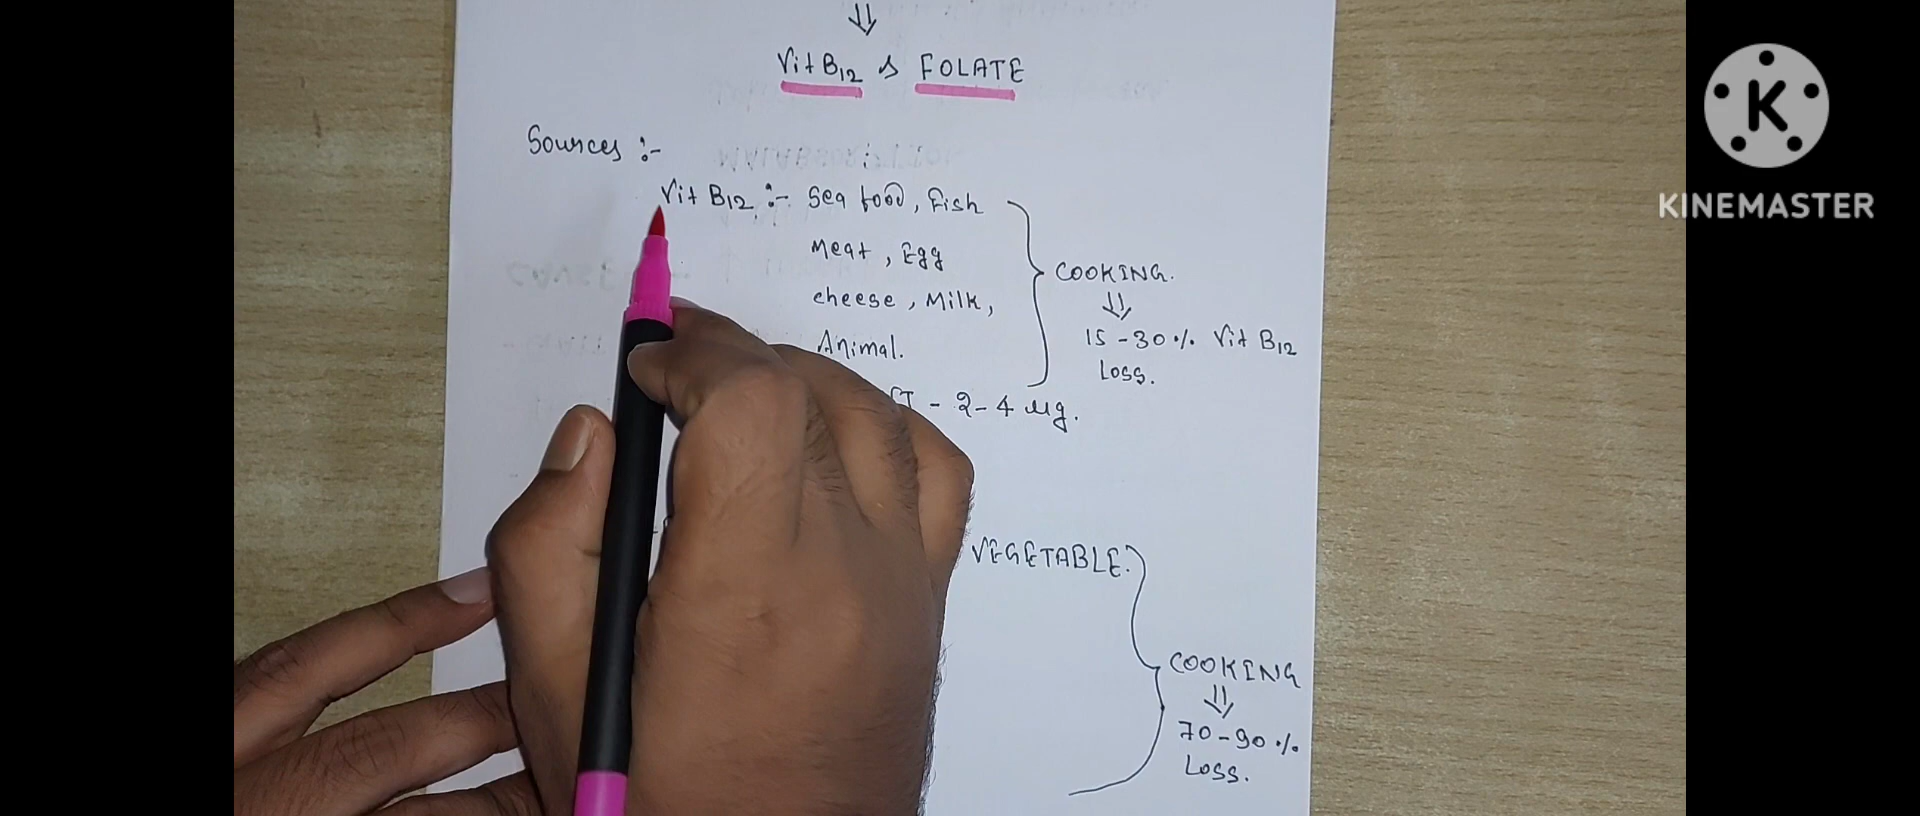 Vit B12 & FOLATE
Sources :-
Vit B12 :- Sea food, Fish
Meat, Egg
cheese, Milk,
Animal.
- 2-4 µg.
COOKING.
15-30% Vit B12
Loss.
VEGETABLE.
COOKING
70-90%
Loss.
K
KINEMASTER